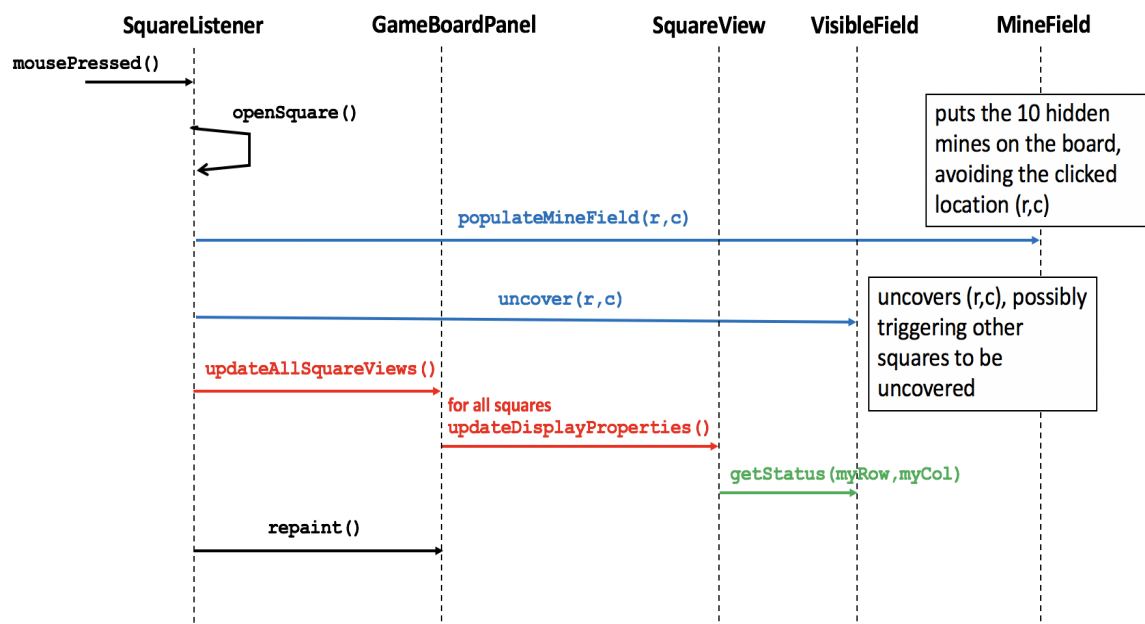 SquareListener GameBoardPanel SquareView VisibleField MineField
mousePressed()
openSquare()
puts the 10 hidden
mines on the board,
avoiding the clicked
location (r,c)
populateMineField(r,c)
uncover(r,c)
uncovers (r,c), possibly
triggering other
squares to be
uncovered
updateAllSquareViews()
for all squares
updateDisplayProperties()
getStatus(myRow,myCol)
repaint()